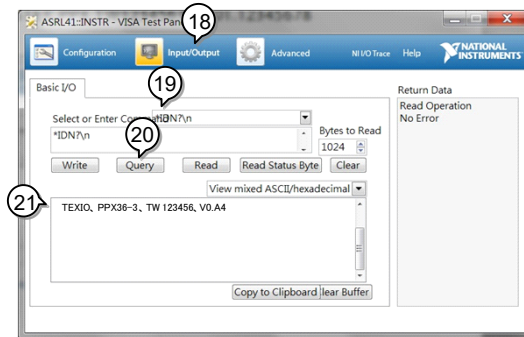 ASRL41::INSTR - VISA Test Pan
18
Configuration
Input/Output
Advanced
NI I/O Trace
Help
NATIONAL INSTRUMENTS
Basic I/O
19
Select or Enter Command
*IDN?\n
*IDN?\n
20
Bytes to Read
1024
Write
Query
Read
Read Status Byte
Clear
View mixed ASCII/hexadecimal
21
TEXIO、PPX36-3、TW 123456、V0.A4
Copy to Clipboard
lear Buffer
Return Data
Read Operation
No Error